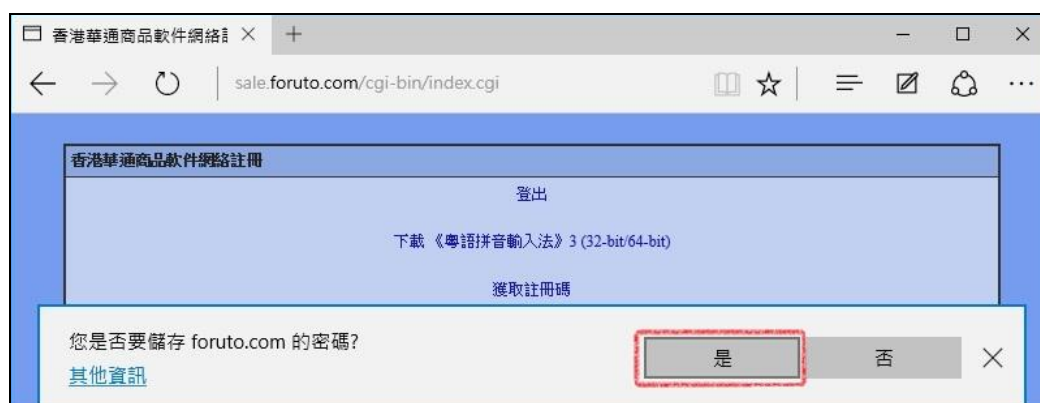 香港華通商品軟件網絡
sale.foruto.com/cgi-bin/index.cgi
香港華通商品軟件網絡註冊
登出
下載《粵語拼音輸入法》3 (32-bit/64-bit)
獲取註冊碼
您是否要儲存 foruto.com 的密碼?
是
否
其他資訊